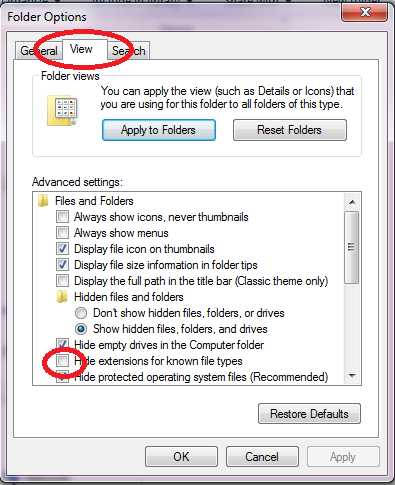 Folder Options
General
View
Search
Folder views
You can apply the view (such as Details or Icons) that
you are using for this folder to all folders of this type.
Apply to Folders
Reset Folders
Advanced settings:
Files and Folders
Always show icons, never thumbnails
Always show menus
Display file icon on thumbnails
Display file size information in folder tips
Display the full path in the title bar (Classic theme only)
Hidden files and folders
Don't show hidden files, folders, or drives
Show hidden files, folders, and drives
Hide empty drives in the Computer folder
Hide extensions for known file types
Hide protected operating system files (Recommended)
Restore Defaults
OK
Cancel
Apply